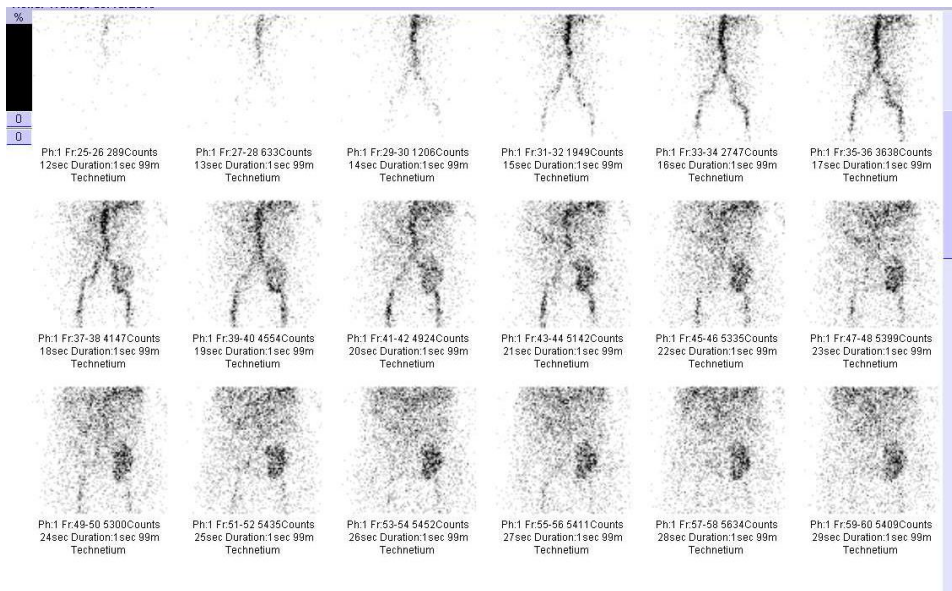 %
0
0
Ph:1 Fr:25-26 289Counts
12sec Duration:1sec 99m
Technetium
Ph:1 Fr:27-28 633Counts
13sec Duration:1sec 99m
Technetium
Ph:1 Fr:29-30 1206Counts
14sec Duration:1sec 99m
Technetium
Ph:1 Fr:31-32 1949Counts
15sec Duration:1sec 99m
Technetium
Ph:1 Fr:33-34 2747Counts
16sec Duration:1sec 99m
Technetium
Ph:1 Fr:35-36 3638Counts
17sec Duration:1sec 99m
Technetium
Ph:1 Fr:37-38 4147Counts
18sec Duration:1sec 99m
Technetium
Ph:1 Fr:39-40 4554Counts
19sec Duration:1sec 99m
Technetium
Ph:1 Fr:41-42 4924Counts
20sec Duration:1sec 99m
Technetium
Ph:1 Fr:43-44 5142Counts
21sec Duration:1sec 99m
Technetium
Ph:1 Fr:45-46 5335Counts
22sec Duration:1sec 99m
Technetium
Ph:1 Fr:47-48 5399Counts
23sec Duration:1sec 99m
Technetium
Ph:1 Fr:49-50 5300Counts
24sec Duration:1sec 99m
Technetium
Ph:1 Fr:51-52 5435Counts
25sec Duration:1sec 99m
Technetium
Ph:1 Fr:53-54 5452Counts
26sec Duration:1sec 99m
Technetium
Ph:1 Fr:55-56 5411Counts
27sec Duration:1sec 99m
Technetium
Ph:1 Fr:57-58 5634Counts
28sec Duration:1sec 99m
Technetium
Ph:1 Fr:59-60 5409Counts
29sec Duration:1sec 99m
Technetium